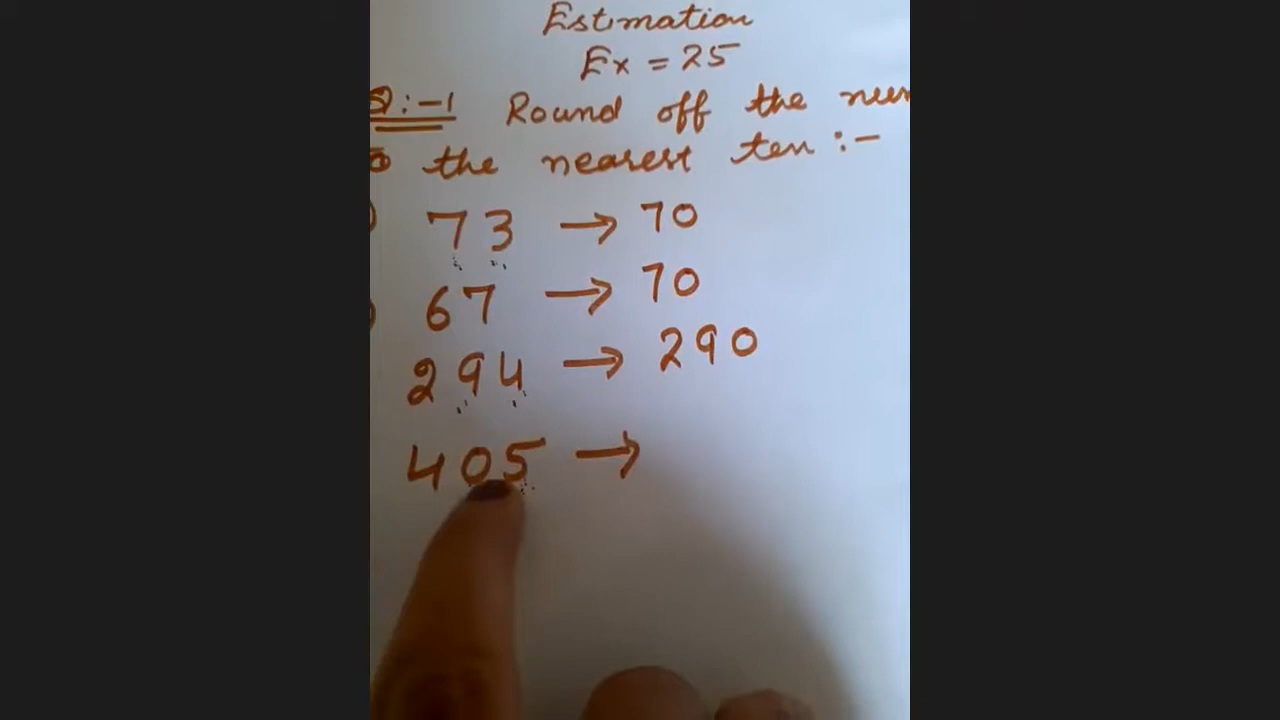 Estimation
Ex = 25
:-1 Round off the
the nearest ten :-
73 → 70
67 → 70
294 → 290
405 →